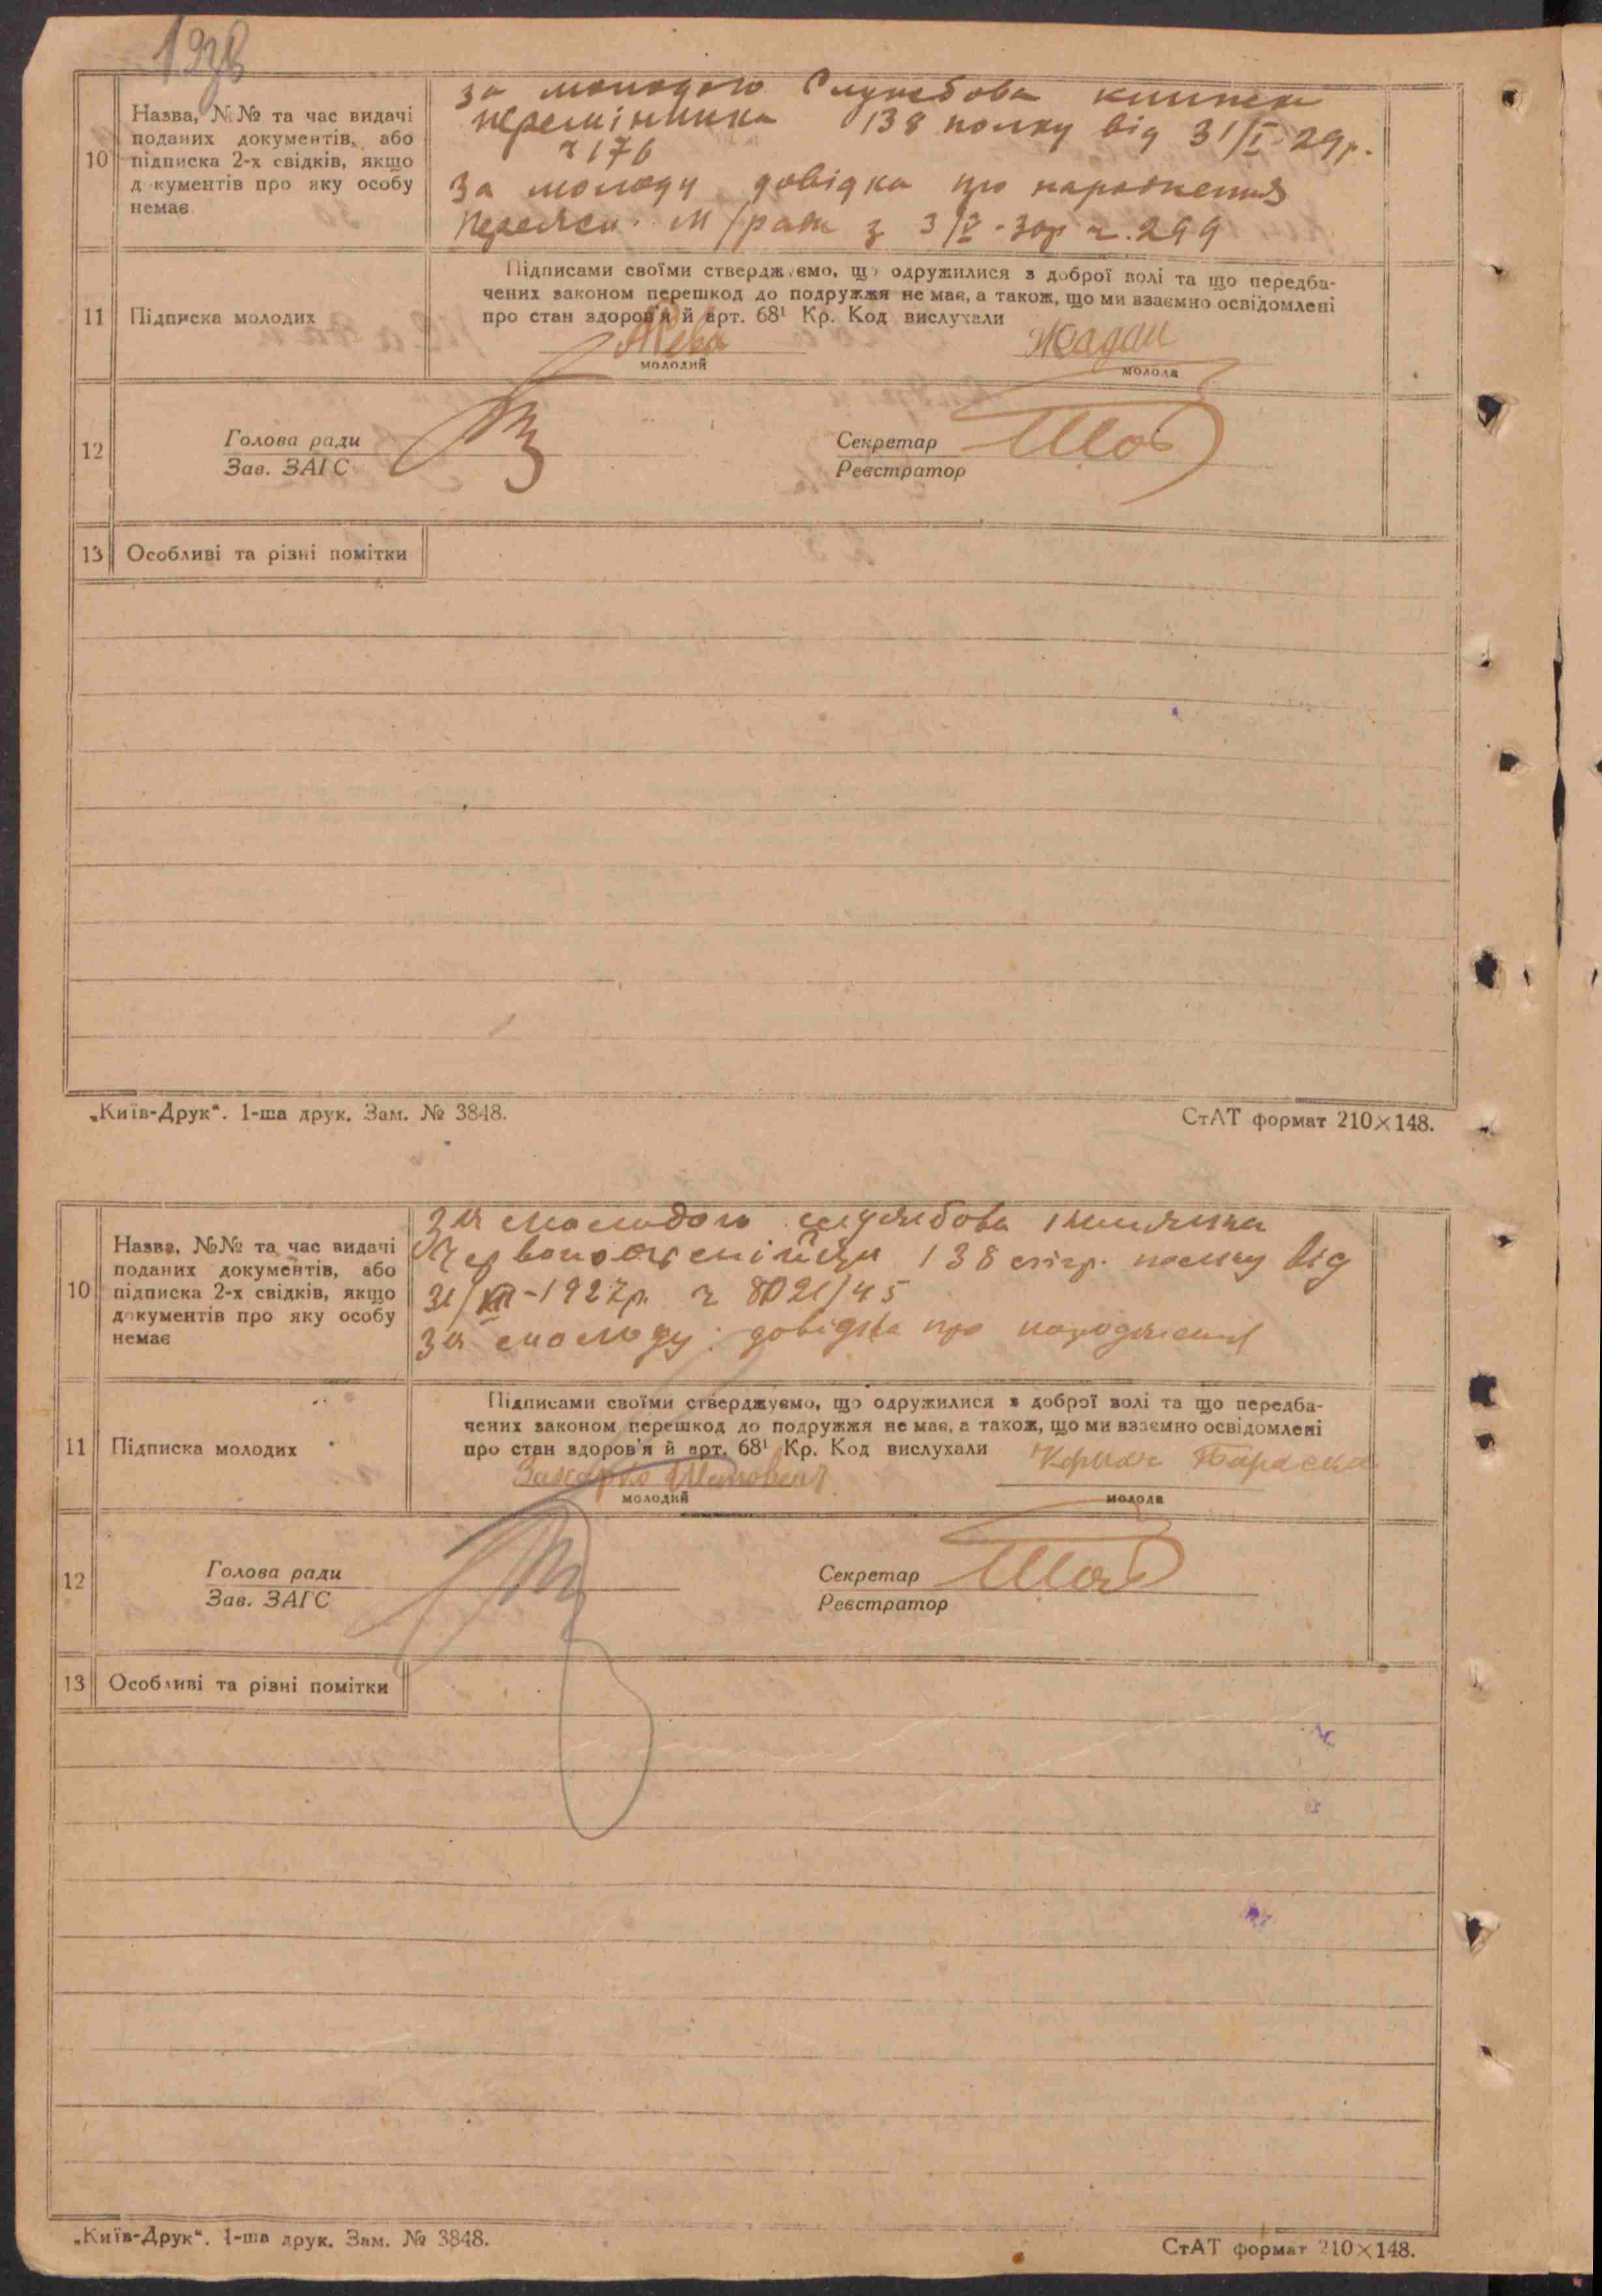 10
Назва, №№ та час видачі
поданих документів, або
підписка 2-х свідків, якщо
документів про яку особу
немає
за молодого Службова книжка
перемінника 138 полку від 31/I-29р.
ч 176
за молоду довідка про народження
Переясл. М/ради з 3/V-30р ч. 299
11
Підписка молодих
Підписами своїми стверджуємо, що одружилися з доброї волі та що передба-
чених законом перешкод до подружжя не має, а також, що ми взаємно освідомлені
про стан здоров'я й арт. 68¹ Кр. Код вислухали
Жадан
молодий
молода
12
Голова ради
Зав. ЗАГС
Секретар
Реєстратор
13
Особливі та різні помітки
„Київ-Друк“. 1-ша друк. Зам. № 3848.
СтАТ формат 210×148.
10
Назва, №№ та час видачі
поданих документів, або
підписка 2-х свідків, якщо
документів про яку особу
немає
за молодого службова книжка
Червоноармійця 138 стр. полку від
1927р. ч 8021/45
за молоду довідка про народження
11
Підписка молодих
Підписами своїми стверджуємо, що одружилися з доброї волі та що передба-
чених законом перешкод до подружжя не має, а також, що ми взаємно освідомлені
про стан здоров'я й арт. 68¹ Кр. Код вислухали
Захарко
Параска
молодий
молода
12
Голова ради
Зав. ЗАГС
Секретар
Реєстратор
13
Особливі та різні помітки
„Київ-Друк“. 1-ша друк. Зам. № 3848.
СтАТ формат 210×148.